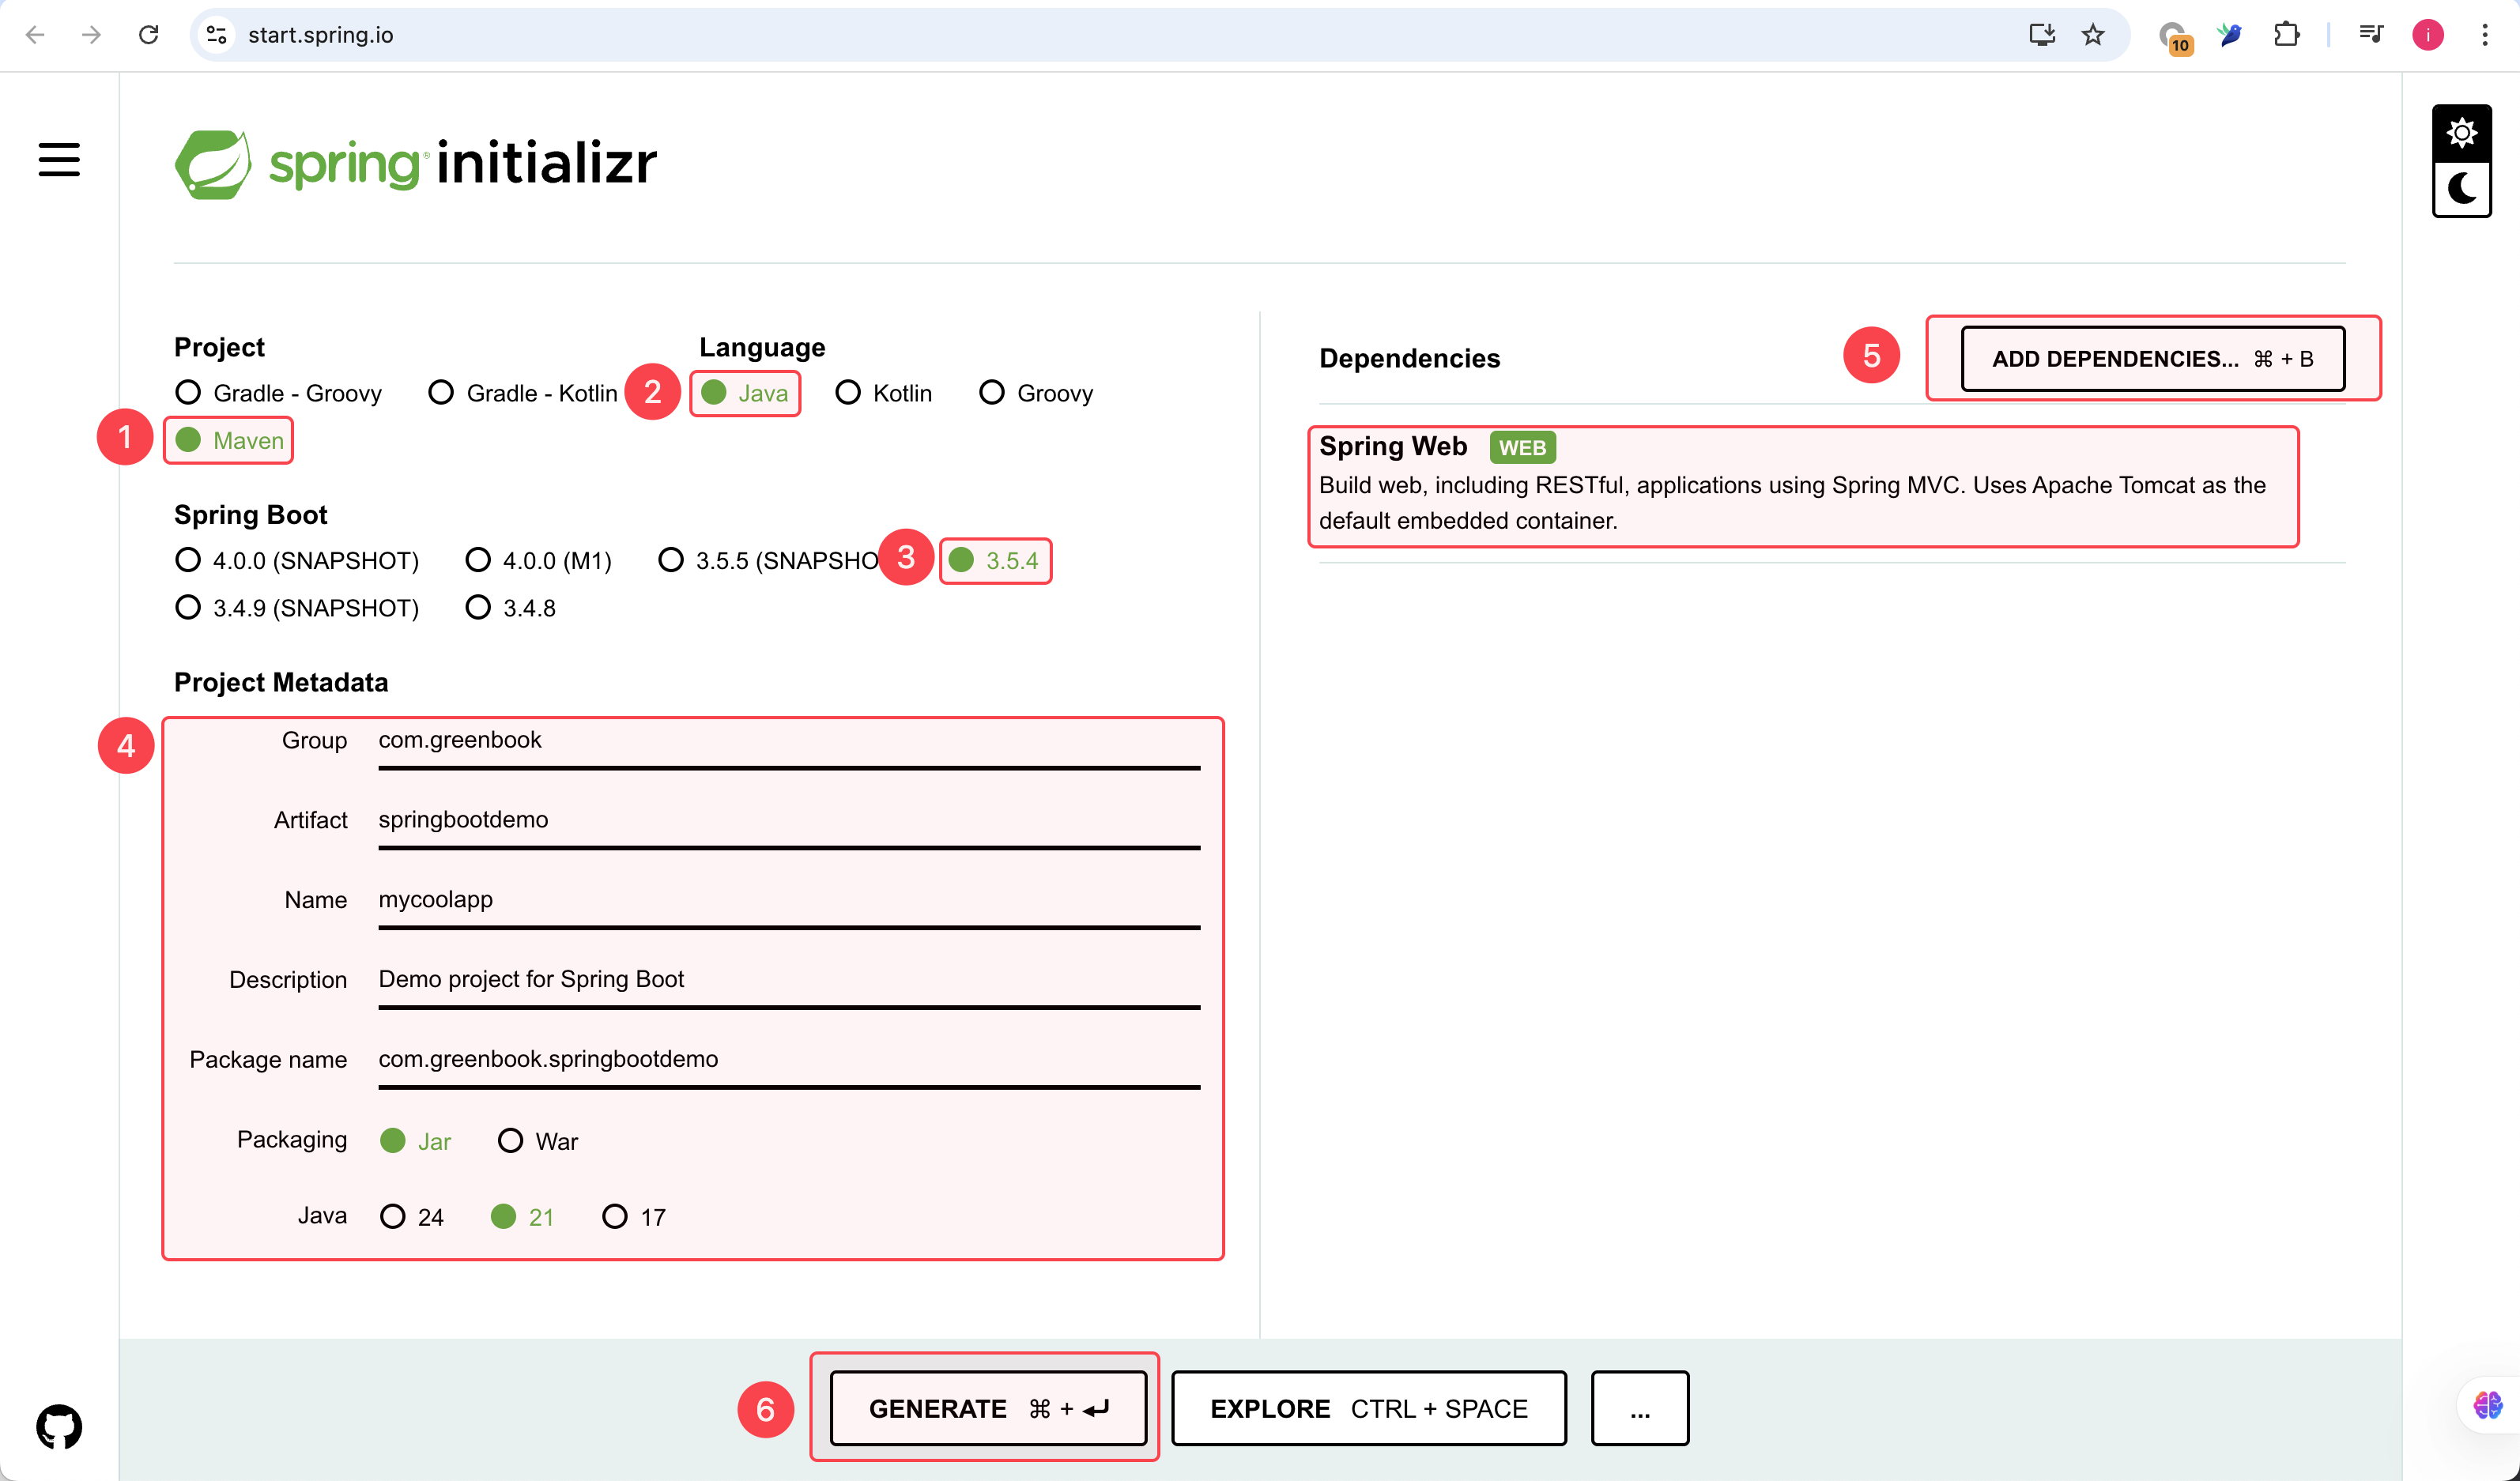 start.spring.io
10
i
spring® initializr
Project
Gradle - Groovy
Gradle - Kotlin
1
Maven
Language
2
Java
Kotlin
Groovy
Spring Boot
4.0.0 (SNAPSHOT)
4.0.0 (M1)
3.5.5 (SNAPSHO
3
3.5.4
3.4.9 (SNAPSHOT)
3.4.8
Project Metadata
4
Group com.greenbook
Artifact springbootdemo
Name mycoolapp
Description Demo project for Spring Boot
Package name com.greenbook.springbootdemo
Packaging Jar War
Java 24 21 17
Dependencies
5
ADD DEPENDENCIES... ⌘ + B
Spring Web WEB
Build web, including RESTful, applications using Spring MVC. Uses Apache Tomcat as the
default embedded container.
6
GENERATE ⌘ + ↵
EXPLORE CTRL + SPACE
...